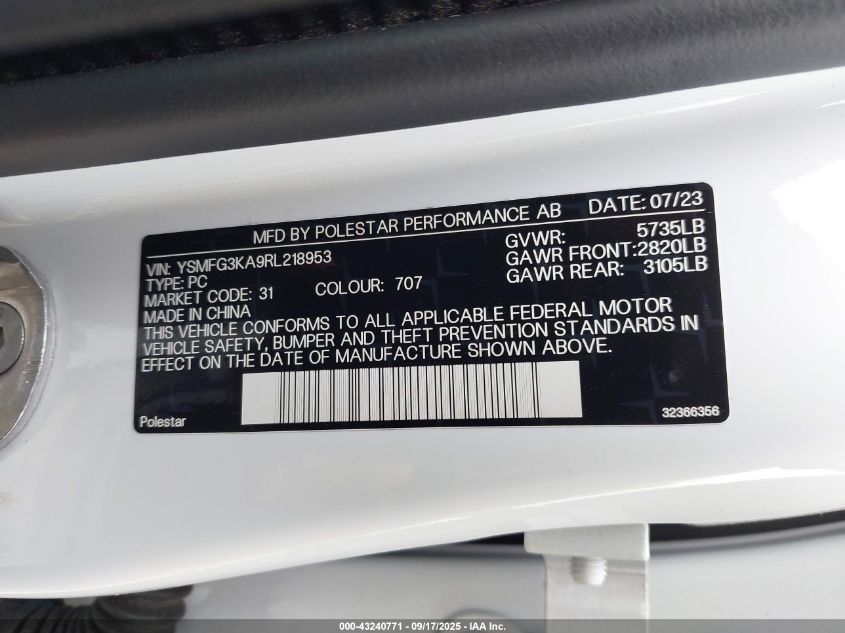 MFD BY POLESTAR PERFORMANCE AB DATE: 07/23
VIN: YSMFG3KA9RL218953 GVWR: 5735LB
TYPE: PC GAWR FRONT: 2820LB
MARKET CODE: 31 COLOUR: 707 GAWR REAR: 3105LB
MADE IN CHINA
THIS VEHICLE CONFORMS TO ALL APPLICABLE FEDERAL MOTOR
VEHICLE SAFETY, BUMPER AND THEFT PREVENTION STANDARDS IN
EFFECT ON THE DATE OF MANUFACTURE SHOWN ABOVE.
Polestar 32366356
000-43240771 - 09/17/2025 - IAA Inc.